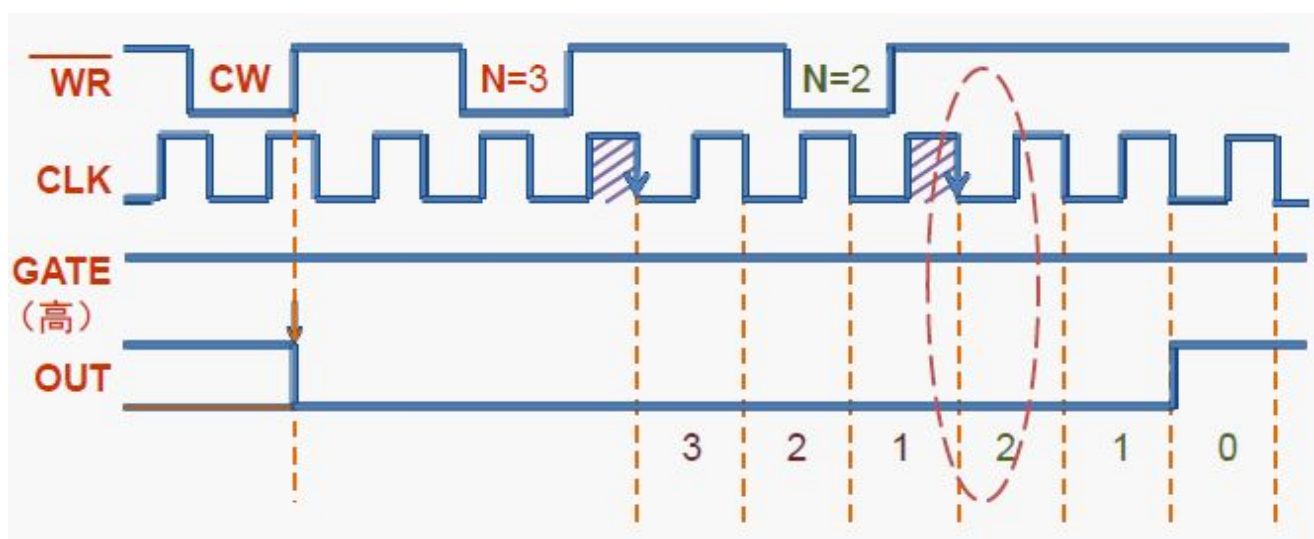 WR CW N=3 N=2
CLK
GATE
（高）
OUT
3 2 1 2 1 0